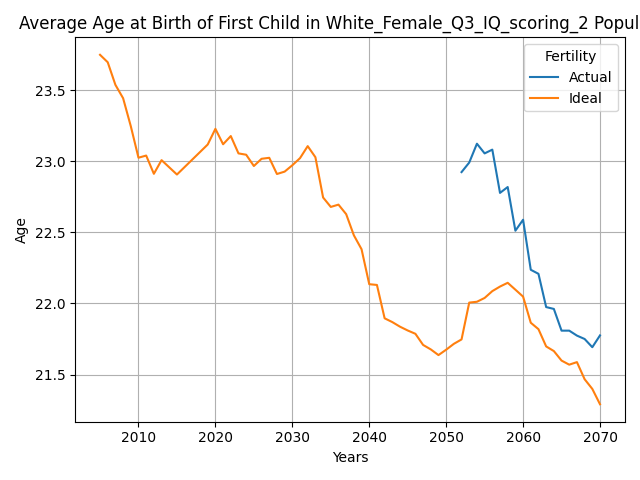 Average Age at Birth of First Child in White_Female_Q3_IQ_scoring_2 Popul
Fertility
Actual
Ideal
23.5
23.0
22.5
22.0
21.5
Age
2010 2020 2030 2040 2050 2060 2070
Years